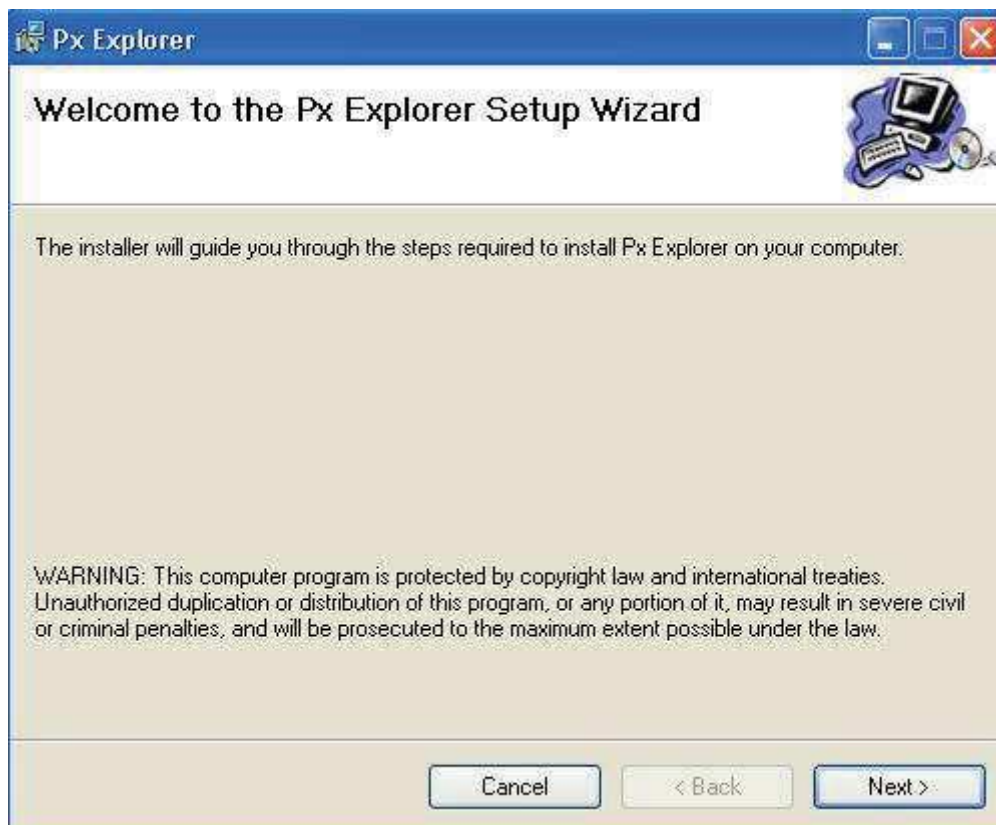 Px Explorer
Welcome to the Px Explorer Setup Wizard
The installer will guide you through the steps required to install Px Explorer on your computer.
WARNING: This computer program is protected by copyright law and international treaties.
Unauthorized duplication or distribution of this program, or any portion of it, may result in severe civil
or criminal penalties, and will be prosecuted to the maximum extent possible under the law.
Cancel
< Back
Next >